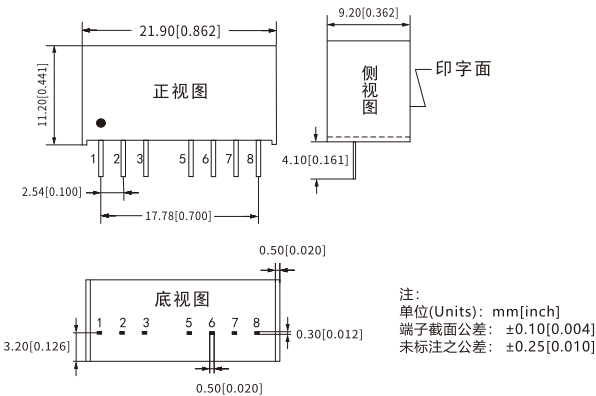 21.90[0.862]
9.20[0.362]
11.20[0.441]
正视图
侧视图
印字面
1 2 3 5 6 7 8
4.10[0.161]
2.54[0.100]
17.78[0.700]
0.50[0.020]
底视图
1 2 3 5 6 7 8
3.20[0.126]
0.30[0.012]
0.50[0.020]
注：
单位(Units)：mm[inch]
端子截面公差： ±0.10[0.004]
未标注之公差： ±0.25[0.010]